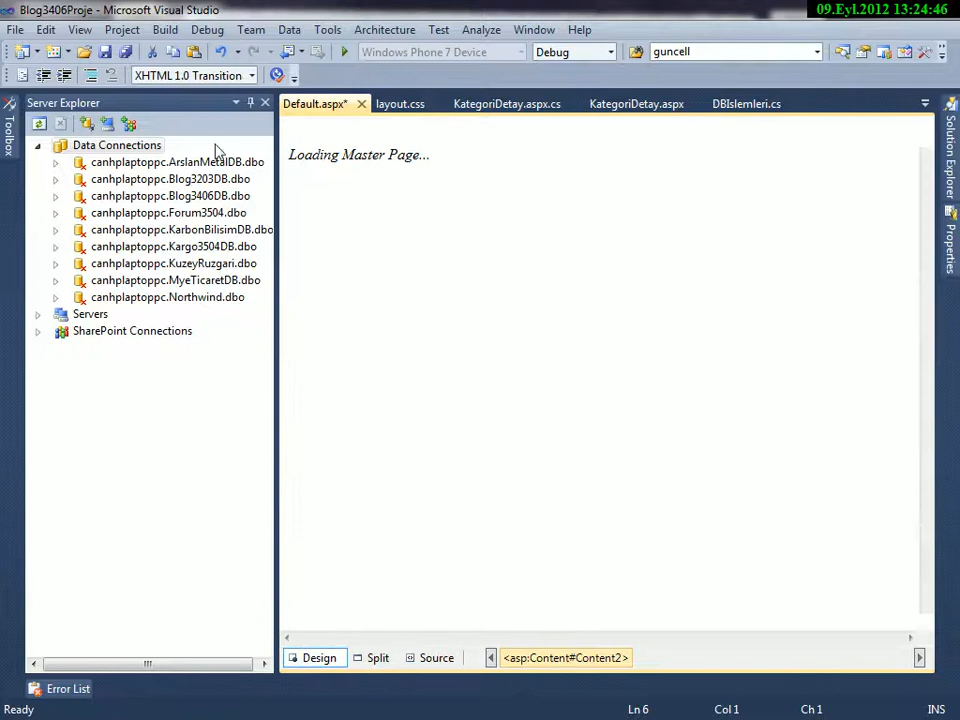 Blog3406Proje - Microsoft Visual Studio
09.Eyl.2012 13:24:46
File Edit View Project Build Debug Team Data Tools Architecture Test Analyze Window Help
Windows Phone 7 Device Debug guncell
XHTML 1.0 Transition
Server Explorer
Default.aspx* layout.css KategoriDetay.aspx.cs KategoriDetay.aspx DBIslemleri.cs
Toolbox
Solution Explorer
Properties
Data Connections
canhplaptoppc.ArslanMetalDB.dbo
canhplaptoppc.Blog3203DB.dbo
canhplaptoppc.Blog3406DB.dbo
canhplaptoppc.Forum3504.dbo
canhplaptoppc.KarbonBilisimDB.dbo
canhplaptoppc.Kargo3504DB.dbo
canhplaptoppc.KuzeyRuzgari.dbo
canhplaptoppc.MyeTicaretDB.dbo
canhplaptoppc.Northwind.dbo
Servers
SharePoint Connections
Loading Master Page...
Design Split Source <asp:Content#Content2>
Error List
Ready Ln 6 Col 1 Ch 1 INS